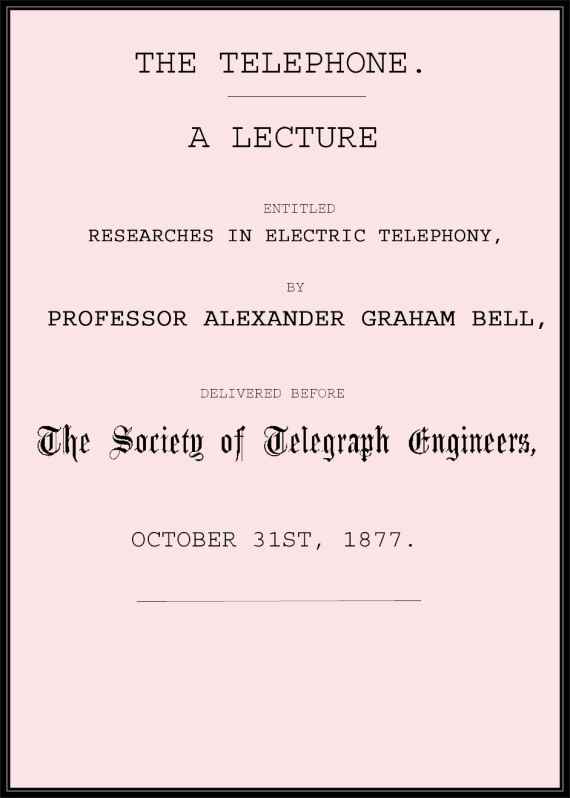 THE TELEPHONE.
A LECTURE
ENTITLED
RESEARCHES IN ELECTRIC TELEPHONY,
BY
PROFESSOR ALEXANDER GRAHAM BELL,
DELIVERED BEFORE
The Society of Telegraph Engineers,
OCTOBER 31ST, 1877.